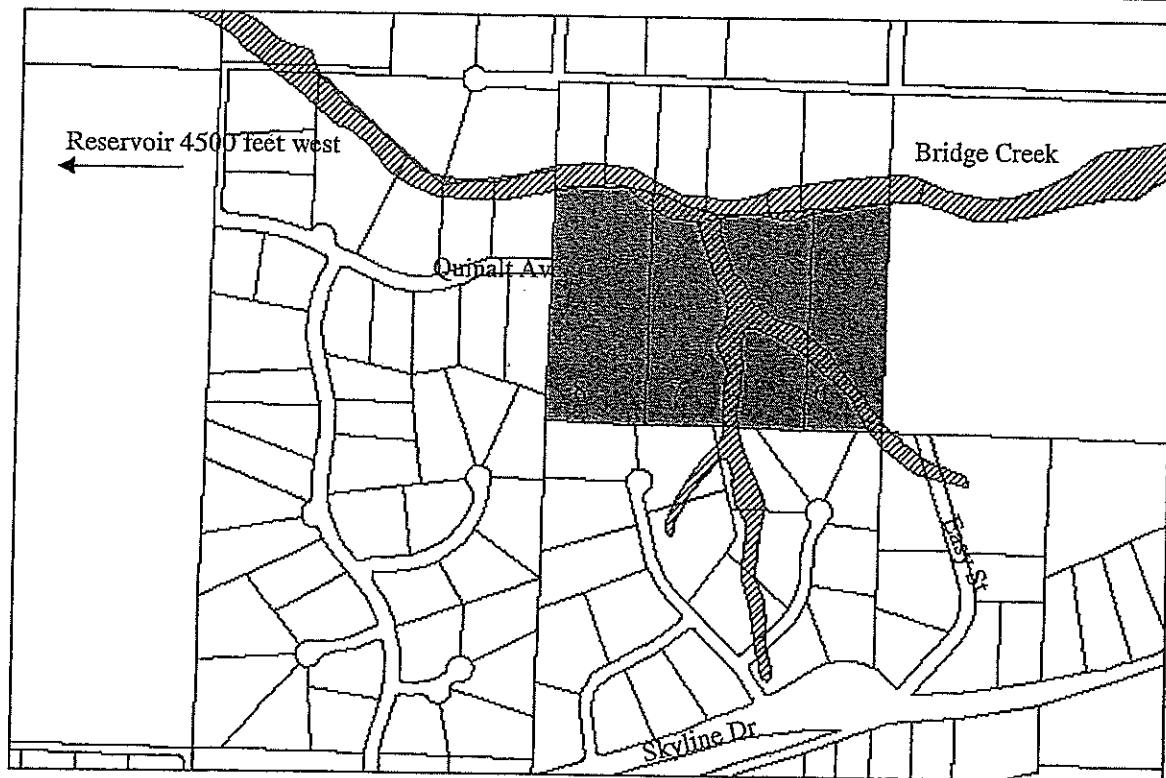 Reservoir 4500 feet west
Bridge Creek
Quinalt Av
East St
Skyline Dr